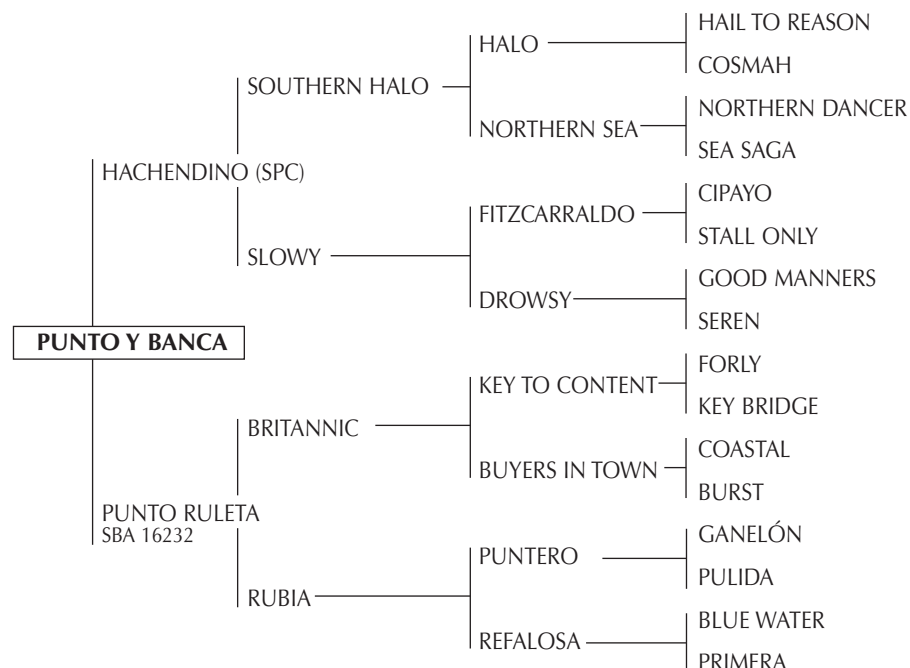 HAIL TO REASON
HALO
COSMAH
SOUTHERN HALO
NORTHERN DANCER
NORTHERN SEA
SEA SAGA
HACHENDINO (SPC)
CIPAYO
FITZCARRALDO
STALL ONLY
SLOWY
GOOD MANNERS
DROWSY
SEREN
PUNTO Y BANCA
FORLY
KEY TO CONTENT
KEY BRIDGE
BRITANNIC
COASTAL
BUYERS IN TOWN
BURST
PUNTO RULETA
SBA 16232
GANELÓN
PUNTERO
PULIDA
RUBIA
BLUE WATER
REFALOSA
PRIMERA